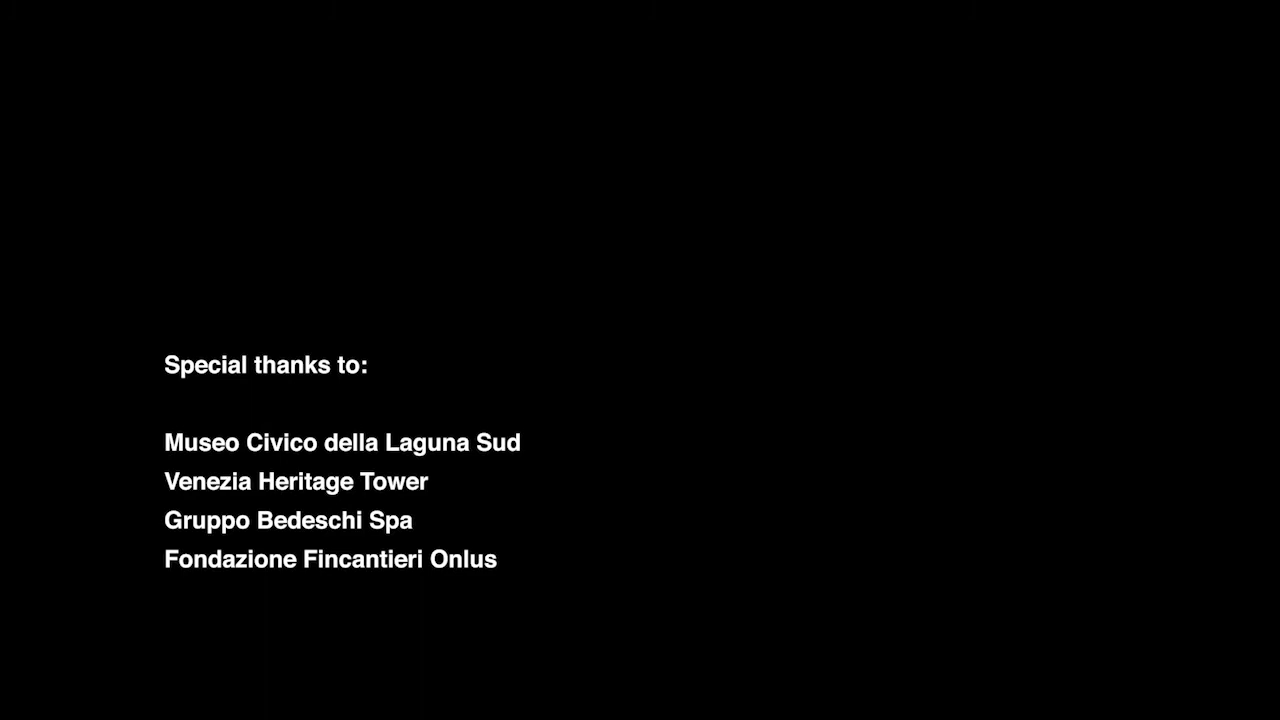 Special thanks to:
Museo Civico della Laguna Sud
Venezia Heritage Tower
Gruppo Bedeschi Spa
Fondazione Fincantieri Onlus